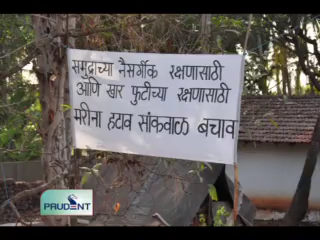 समुद्राच्या नैसर्गीक रक्षणासाठी
आणि खार फुटीच्या रक्षणासाठी
मरीना हटाव सांकवाळ बचाव
PRUDENT